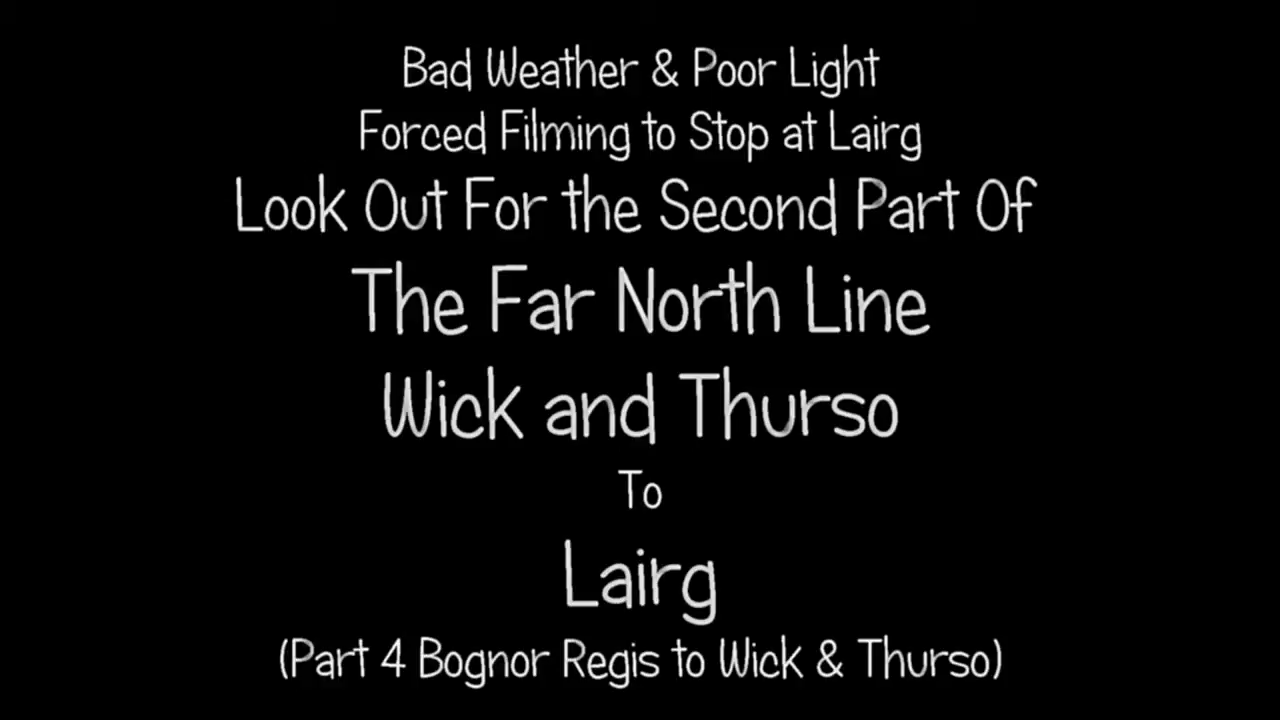 Bad Weather & Poor Light
Forced Filming to Stop at Lairg
Look Out For the Second Part Of
The Far North Line
Wick and Thurso
To
Lairg
(Part 4 Bognor Regis to Wick & Thurso)